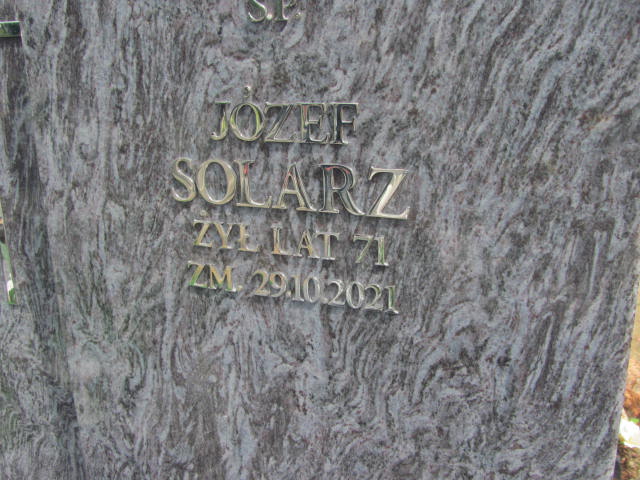 Ś.P.
JÓZEF
SOLARZ
ŻYŁ LAT 71
ZM. 29.10.2021